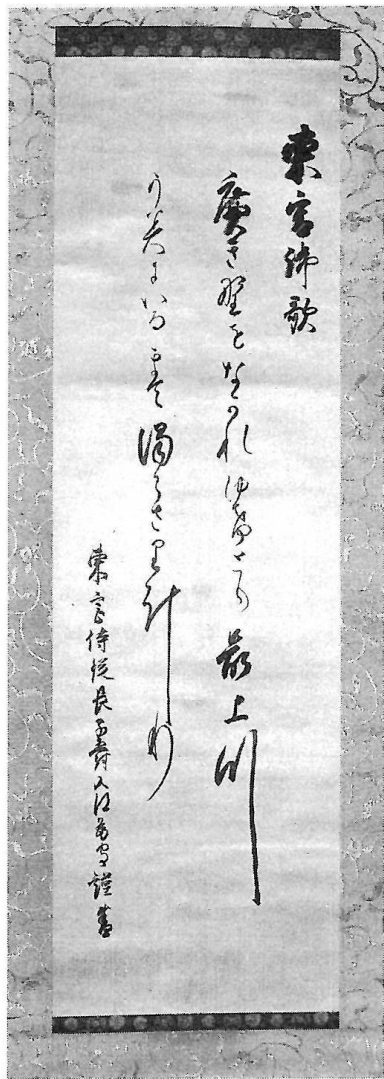 東宮御歌
廣き野をなかれゆけとも最上川
うみにいるまて濁らさりけり
東宮侍従長子爵入江為守謹書